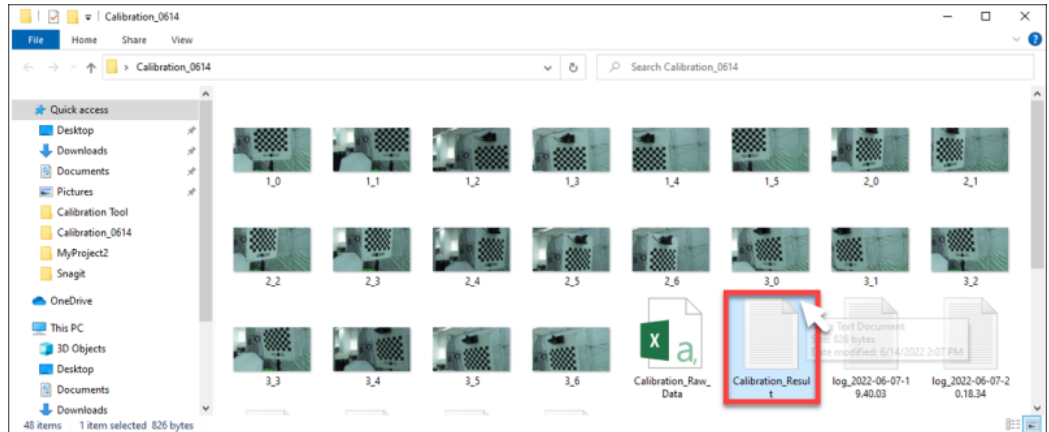 Calibration_0614
File Home Share View
Calibration_0614
Search Calibration_0614
Quick access
Desktop
Downloads
Documents
Pictures
Calibration Tool
Calibration_0614
MyProject2
Snagit
OneDrive
This PC
3D Objects
Desktop
Documents
Downloads
1_0 1_1 1_2 1_3 1_4 1_5 2_0 2_1
2_2 2_3 2_4 2_5 2_6 3_0 3_1 3_2
3_3 3_4 3_5 3_6
X a,
Calibration_Raw_
Data
Calibration_Resul
t
log_2022-06-07-1
9.40.03
log_2022-06-07-2
0.18.34
Text Document
826 bytes
Date modified: 6/14/2022 2:07 PM
48 items 1 item selected 826 bytes